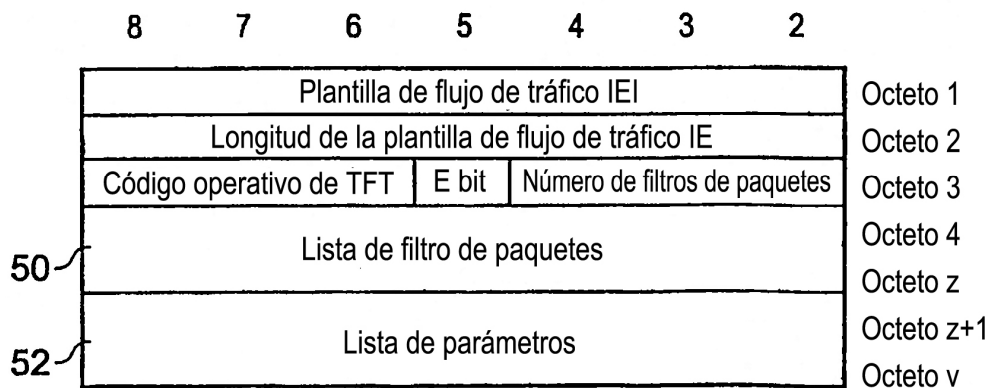 8 7 6 5 4 3 2
Plantilla de flujo de tráfico IEI Octeto 1
Longitud de la plantilla de flujo de tráfico IE Octeto 2
Código operativo de TFT E bit Número de filtros de paquetes Octeto 3
Octeto 4
50 Lista de filtro de paquetes
Octeto z
Octeto z+1
52 Lista de parámetros
Octeto v